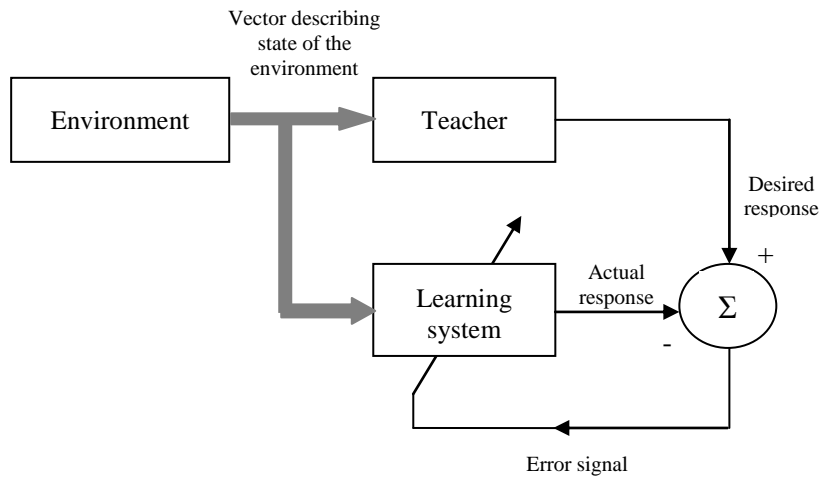 Vector describing
state of the
environment
Environment
Teacher
Desired
response
+
Learning
system
Actual
response
Σ
-
Error signal